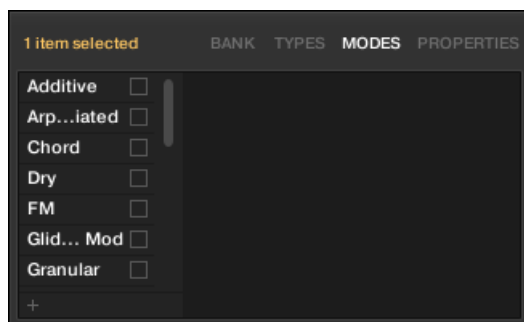 1 item selected BANK TYPES MODES PROPERTIES
Additive
Arp...iated
Chord
Dry
FM
Glid... Mod
Granular
+